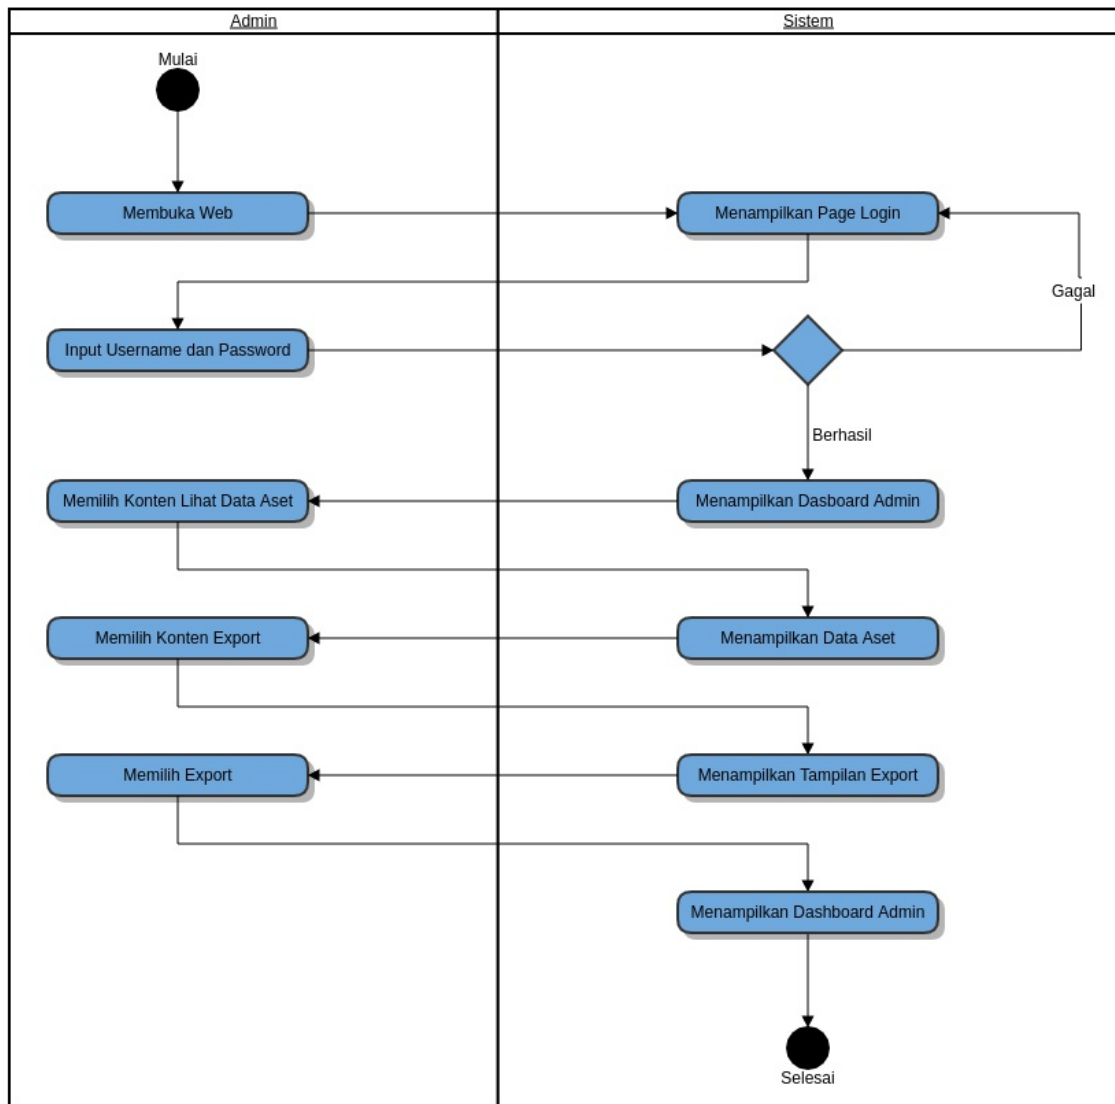 Admin
Sistem
Mulai
Membuka Web
Menampilkan Page Login
Gagal
Input Username dan Password
Berhasil
Memilih Konten Lihat Data Aset
Menampilkan Dasboard Admin
Memilih Konten Export
Menampilkan Data Aset
Memilih Export
Menampilkan Tampilan Export
Menampilkan Dashboard Admin
Selesai